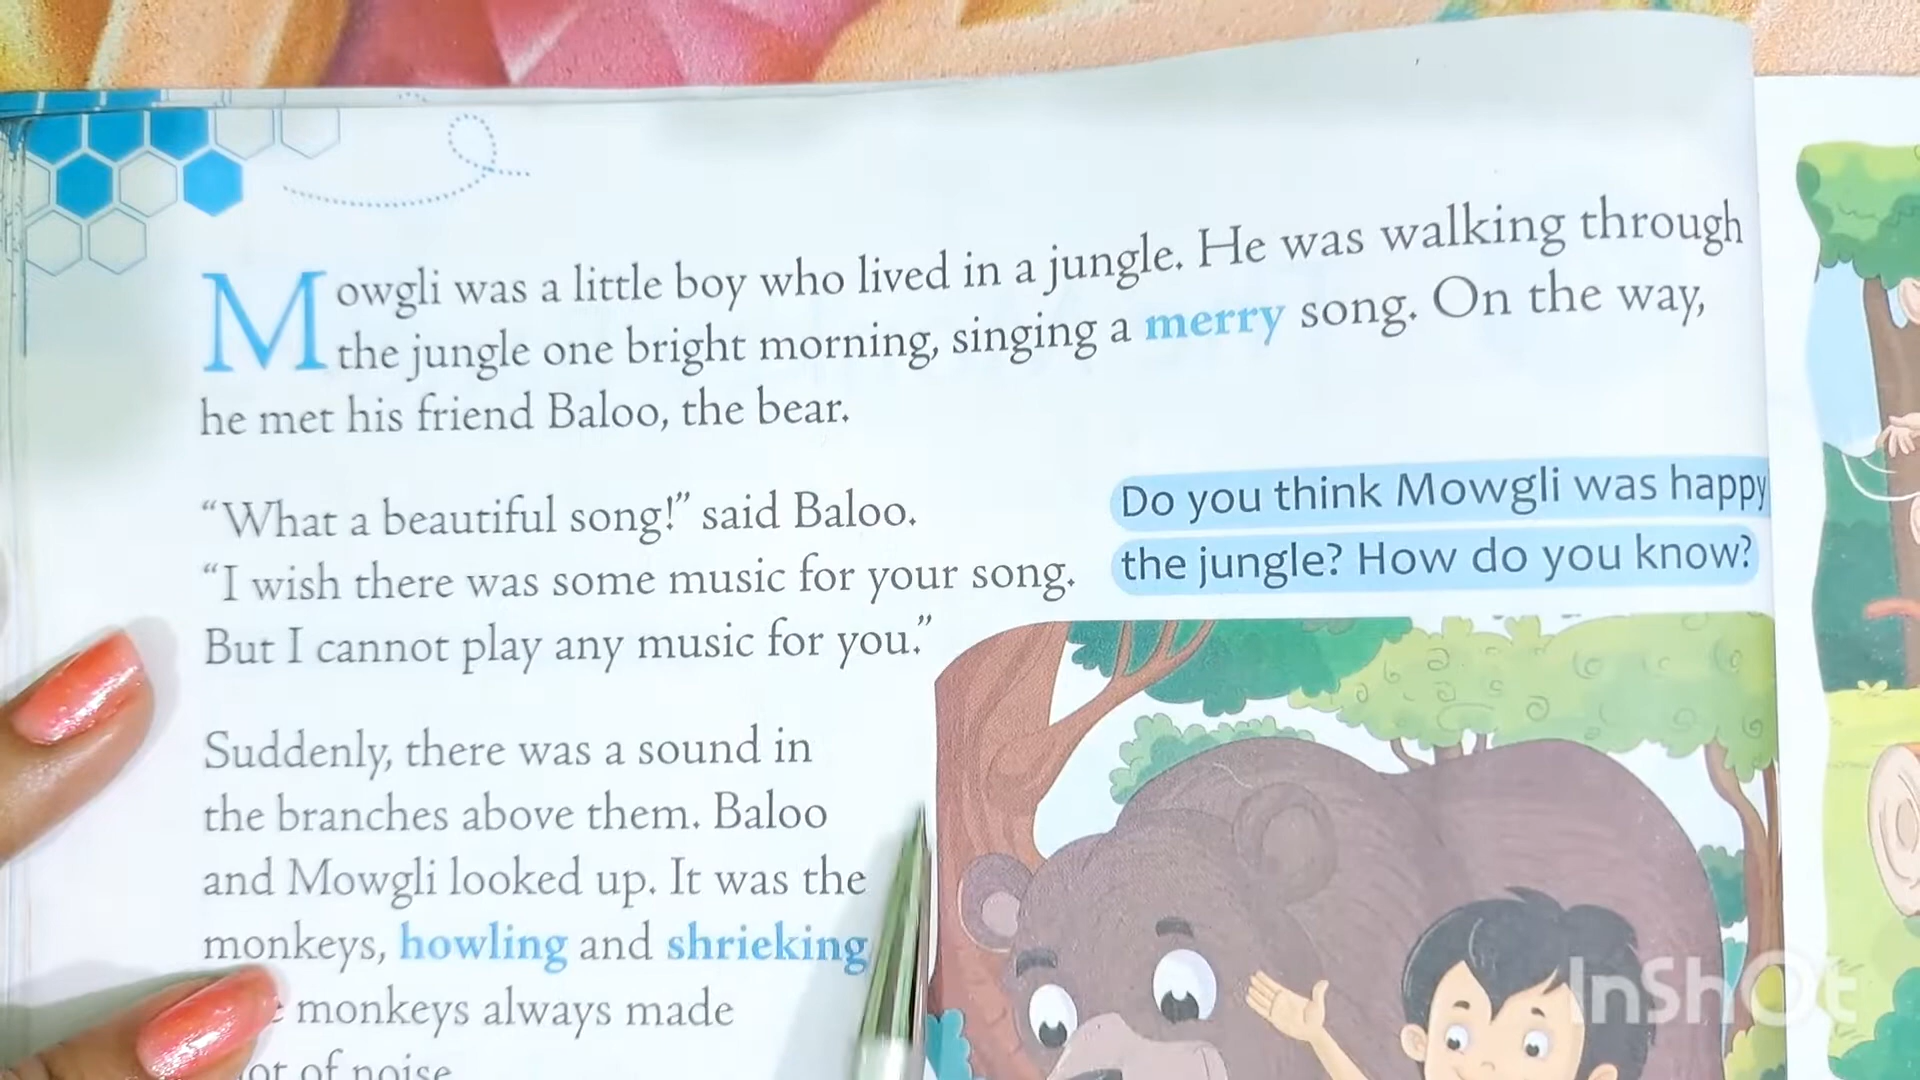 Mowgli was a little boy who lived in a jungle. He was walking through
the jungle one bright morning, singing a merry song. On the way,
he met his friend Baloo, the bear.
“What a beautiful song!” said Baloo.
“I wish there was some music for your song.
But I cannot play any music for you.”
Do you think Mowgli was happy
the jungle? How do you know?
Suddenly, there was a sound in
the branches above them. Baloo
and Mowgli looked up. It was the
monkeys, howling and shrieking
monkeys always made
of noise
InShOt